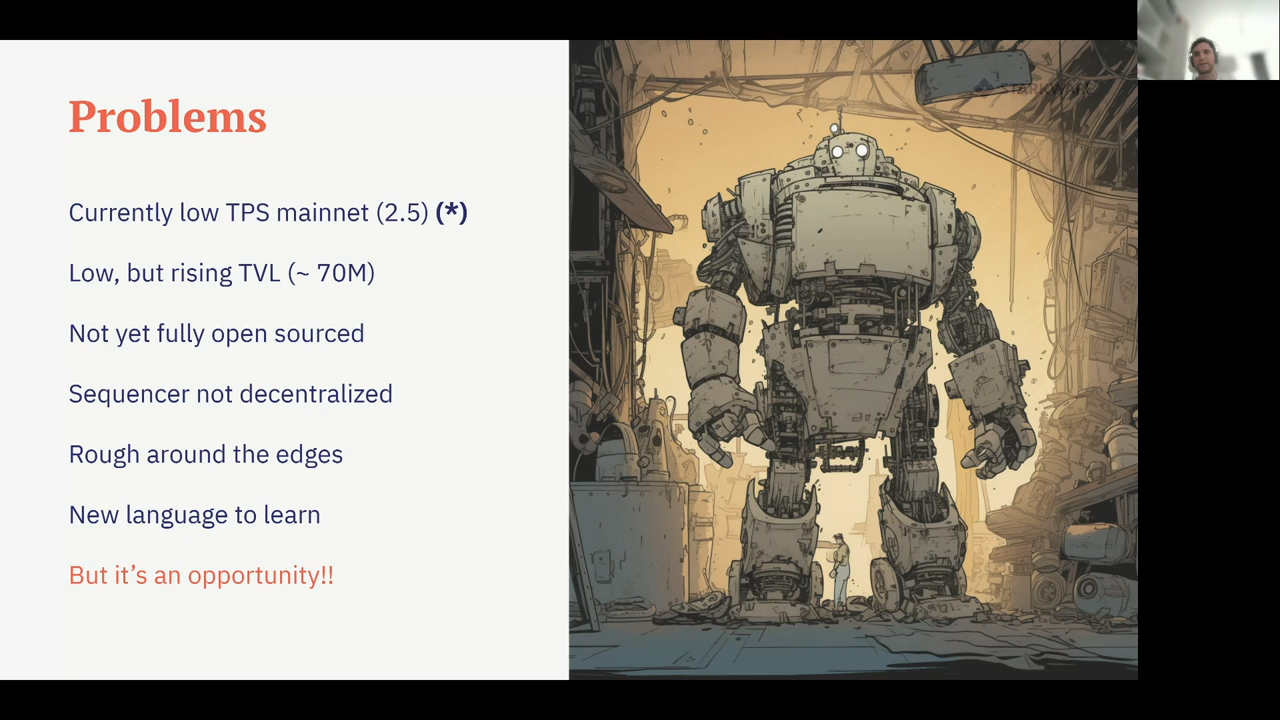 Problems
Currently low TPS mainnet (2.5) (*)
Low, but rising TVL (~ 70M)
Not yet fully open sourced
Sequencer not decentralized
Rough around the edges
New language to learn
But it’s an opportunity!!
STARKWARE